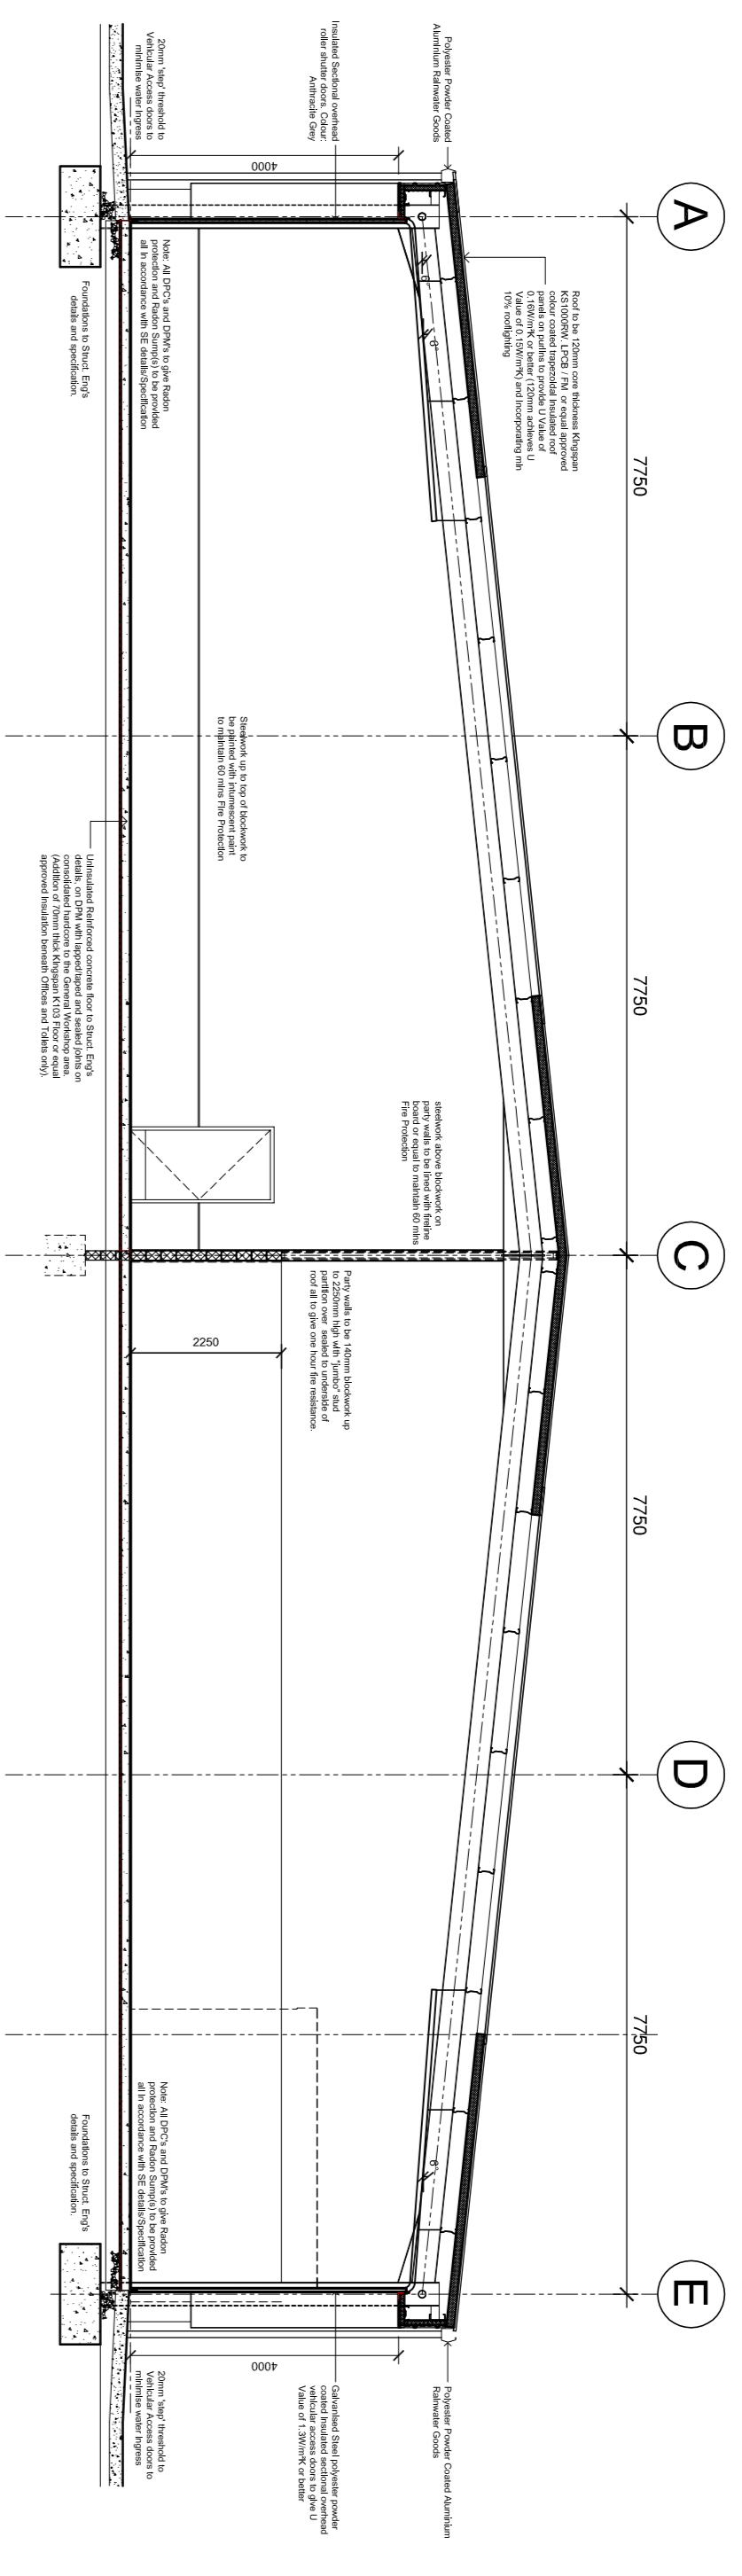 A
B
C
D
E
7750
7750
7750
7750
Polyester Powder Coated
Aluminium Rainwater Goods
Insulated Sectional overhead
roller shutter doors. Colour:
Anthracite Grey
20mm 'step' threshold to
Vehicular Access doors to
minimise water ingress
4000
Roof to be 120mm core thickness Kingspan
KS1000RW. LPCB / FM or equal approved
colour coated trapezoidal insulated roof
panels on purlins to provide U Value of
0.16W/m²K or better (120mm achieves U
Value of 0.15W/m²K) and incorporating min
10% rooflighting
6°
6°
Note: All DPC's and DPM's to give Radon
protection and Radon Sump(s) to be provided
all in accordance with SE details/Specification
Foundations to Struct. Eng's
details and specification.
Steelwork up to top of blockwork to
be painted with intumescent paint
to maintain 60 mins Fire Protection
Uninsulated Reinforced concrete floor to Struct. Eng's
details, on DPM with lapped/taped and sealed joints on
consolidated hardcore to the General Workshop area.
(Addition of 70mm thick Kingspan K103 Floor or equal
approved insulation beneath Offices and Toilets only).
steelwork above blockwork on
party walls to be lined with fireline
board or equal to maintain 60 mins
Fire Protection
Party walls to be 140mm blockwork up
to 2250mm high with "jumbo" stud
partition over sealed to underside of
roof all to give one hour fire resistance.
2250
6°
Note: All DPC's and DPM's to give Radon
protection and Radon Sump(s) to be provided
all in accordance with SE details/Specification
Foundations to Struct. Eng's
details and specification.
Polyester Powder Coated Aluminium
Rainwater Goods
Galvanised Steel polyester powder
coated insulated sectional overhead
vehicular access doors to give U
Value of 1.3W/m²K or better
4000
20mm 'step' threshold to
Vehicular Access doors to
minimise water ingress